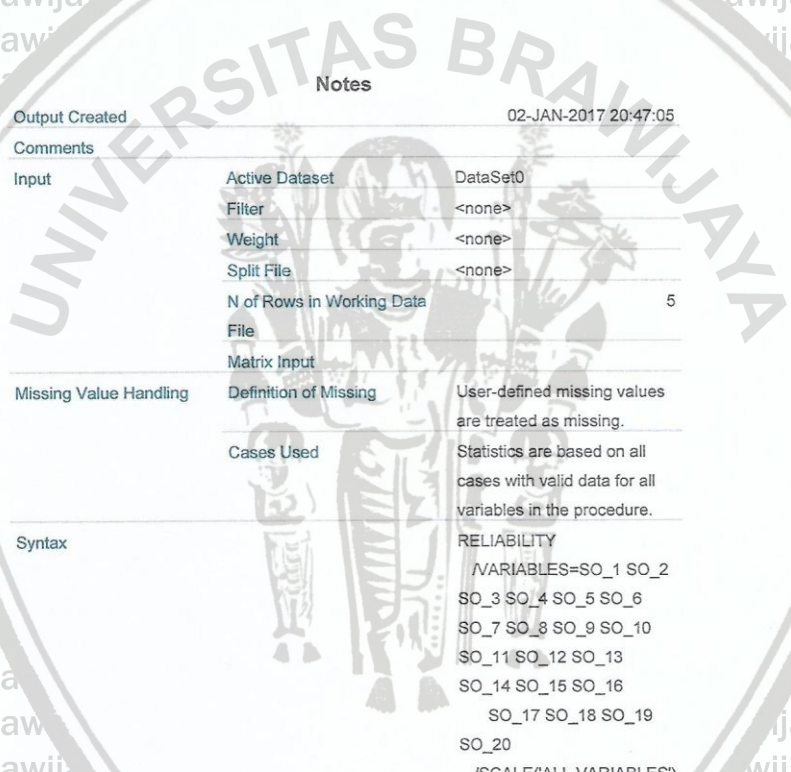 UNIVERSITAS BRAWIJAYA
Notes
Output Created 02-JAN-2017 20:47:05
Comments
Input Active Dataset DataSet0
Filter <none>
Weight <none>
Split File <none>
N of Rows in Working Data 5
File
Matrix Input
Missing Value Handling Definition of Missing User-defined missing values
are treated as missing.
Cases Used Statistics are based on all
cases with valid data for all
variables in the procedure.
Syntax RELIABILITY
/VARIABLES=SO_1 SO_2
SO_3 SO_4 SO_5 SO_6
SO_7 SO_8 SO_9 SO_10
SO_11 SO_12 SO_13
SO_14 SO_15 SO_16
SO_17 SO_18 SO_19
SO_20
/SCALE('ALL VARIABLES')